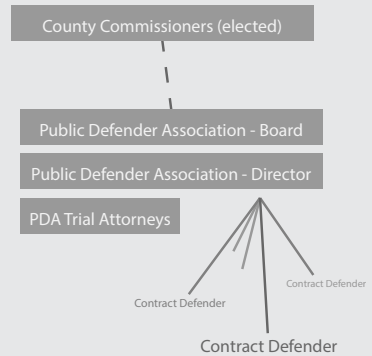 County Commissioners (elected)
Public Defender Association - Board
Public Defender Association - Director
PDA Trial Attorneys
Contract Defender
Contract Defender
Contract Defender